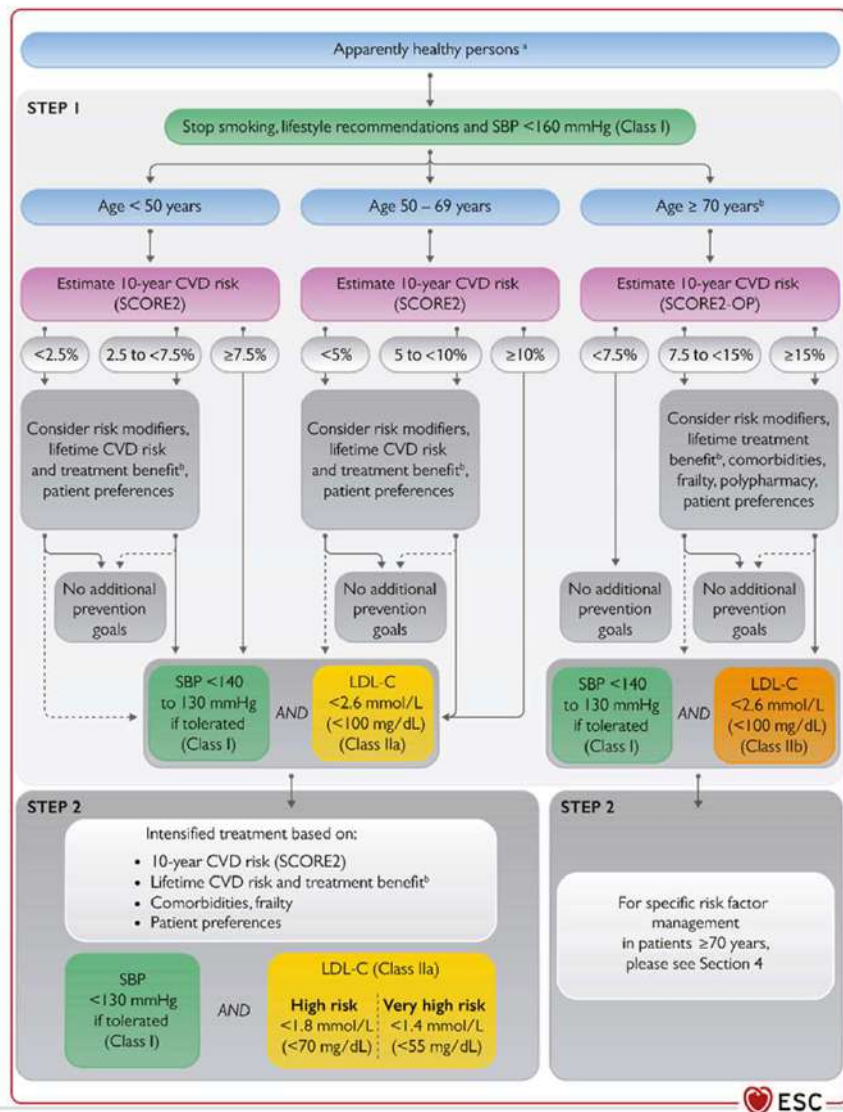 Apparently healthy persons ª
STEP 1
Stop smoking, lifestyle recommendations and SBP <160 mmHg (Class I)
Age < 50 years
Age 50 – 69 years
Age ≥ 70 yearsᵇ
Estimate 10-year CVD risk
(SCORE2)
Estimate 10-year CVD risk
(SCORE2)
Estimate 10-year CVD risk
(SCORE2-OP)
<2.5%
2.5 to <7.5%
≥7.5%
<5%
5 to <10%
≥10%
<7.5%
7.5 to <15%
≥15%
Consider risk modifiers,
lifetime CVD risk
and treatment benefitᵇ,
patient preferences
Consider risk modifiers,
lifetime CVD risk
and treatment benefitᵇ,
patient preferences
Consider risk modifiers,
lifetime treatment
benefitᵇ, comorbidities,
frailty, polypharmacy,
patient preferences
No additional
prevention
goals
No additional
prevention
goals
No additional
prevention
goals
No additional
prevention
goals
SBP <140
to 130 mmHg
if tolerated
(Class I)
AND
LDL-C
<2.6 mmol/L
(<100 mg/dL)
(Class IIa)
SBP <140
to 130 mmHg
if tolerated
(Class I)
AND
LDL-C
<2.6 mmol/L
(<100 mg/dL)
(Class IIb)
STEP 2
Intensified treatment based on:
• 10-year CVD risk (SCORE2)
• Lifetime CVD risk and treatment benefitᵇ
• Comorbidities, frailty
• Patient preferences
SBP
<130 mmHg
if tolerated
(Class I)
AND
LDL-C (Class IIa)
High risk
<1.8 mmol/L
(<70 mg/dL)
Very high risk
<1.4 mmol/L
(<55 mg/dL)
STEP 2
For specific risk factor
management
in patients ≥70 years,
please see Section 4
ESC